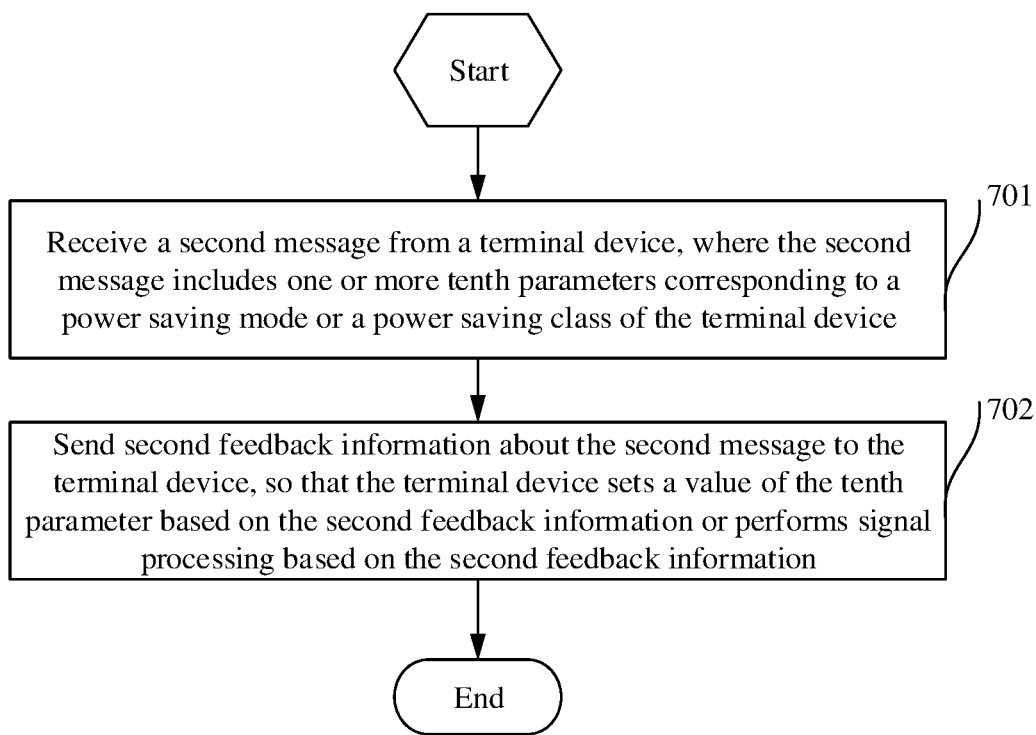 Start
701
Receive a second message from a terminal device, where the second
message includes one or more tenth parameters corresponding to a
power saving mode or a power saving class of the terminal device
702
Send second feedback information about the second message to the
terminal device, so that the terminal device sets a value of the tenth
parameter based on the second feedback information or performs signal
processing based on the second feedback information
End